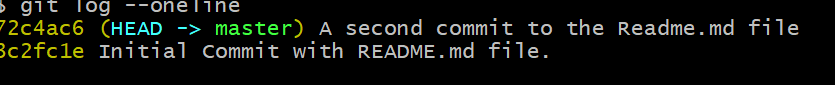 $ git log --oneline
72c4ac6 (HEAD -> master) A second commit to the Readme.md file
3c2fc1e Initial Commit with README.md file.